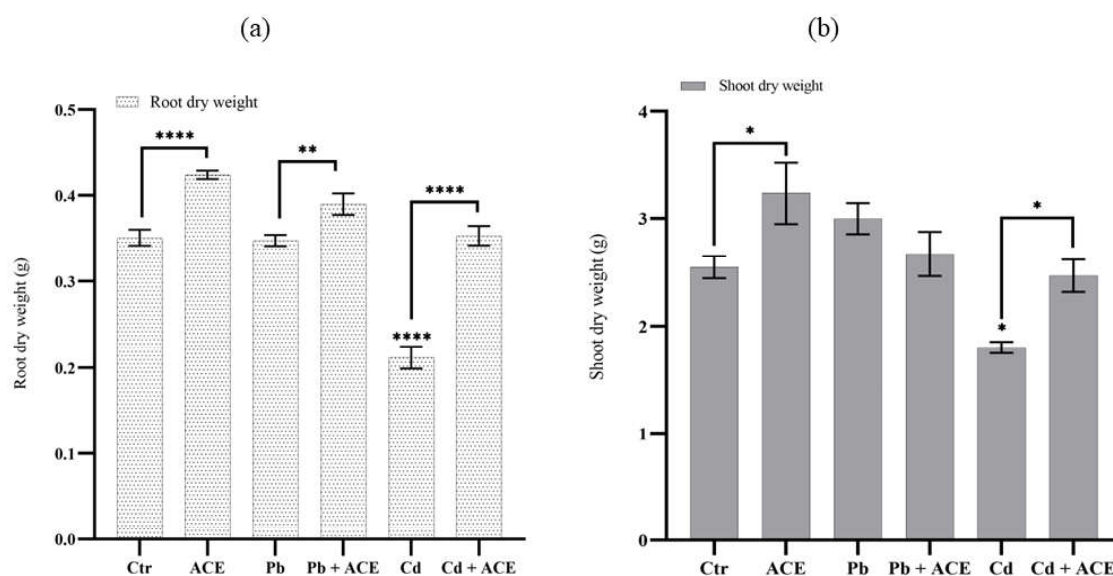 (a)
Root dry weight
0.5
0.4
0.3
0.2
0.1
0.0
Root dry weight (g)
****
**
****
****
Ctr ACE Pb Pb + ACE Cd Cd + ACE
(b)
Shoot dry weight
4
3
2
1
0
Shoot dry weight (g)
*
*
*
Ctr ACE Pb Pb + ACE Cd Cd + ACE